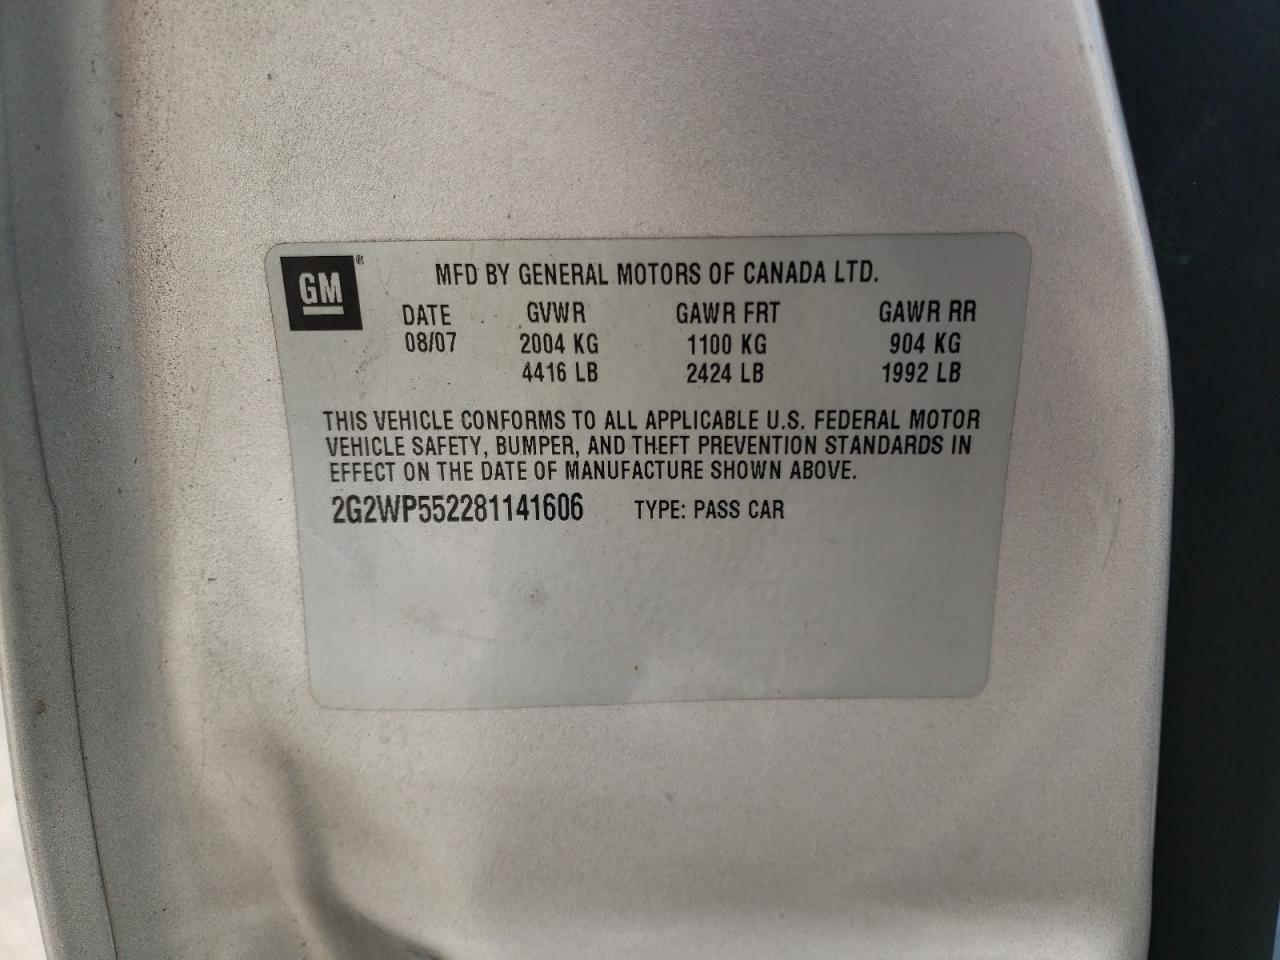 GM®
MFD BY GENERAL MOTORS OF CANADA LTD.
DATE GVWR GAWR FRT GAWR RR
08/07 2004 KG 1100 KG 904 KG
4416 LB 2424 LB 1992 LB
THIS VEHICLE CONFORMS TO ALL APPLICABLE U.S. FEDERAL MOTOR
VEHICLE SAFETY, BUMPER, AND THEFT PREVENTION STANDARDS IN
EFFECT ON THE DATE OF MANUFACTURE SHOWN ABOVE.
2G2WP552281141606 TYPE: PASS CAR